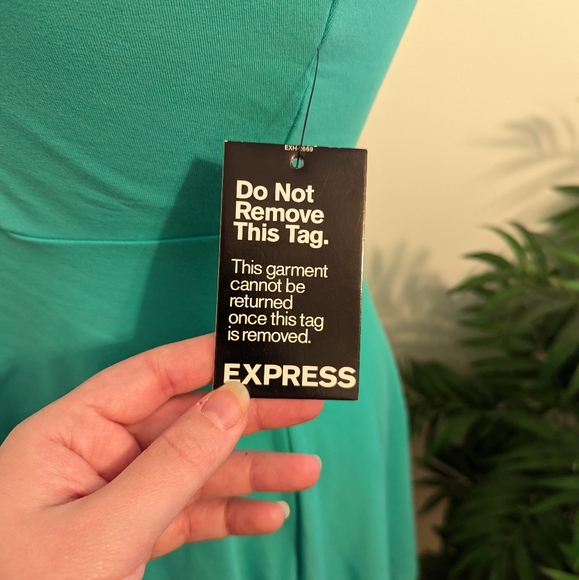 Do Not
Remove
This Tag.
This garment
cannot be
returned
once this tag
is removed.
EXPRESS